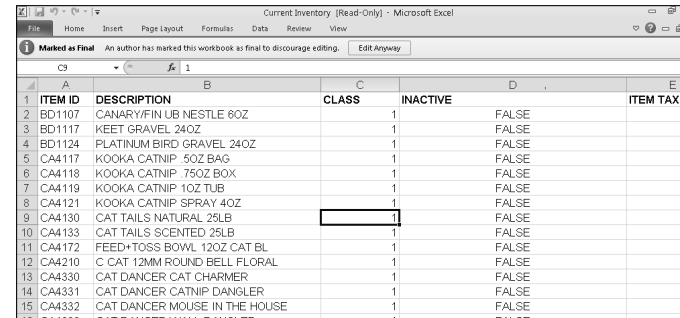 Current Inventory [Read-Only] - Microsoft Excel
File Home Insert Page Layout Formulas Data Review View
Marked as Final An author has marked this workbook as final to discourage editing. Edit Anyway
C9 fx 1
A B C D E
1 ITEM ID DESCRIPTION CLASS INACTIVE ITEM TAX
2 BD1107 CANARY/FIN UB NESTLE 6OZ 1 FALSE
3 BD1117 KEET GRAVEL 24OZ 1 FALSE
4 BD1124 PLATINUM BIRD GRAVEL 24OZ 1 FALSE
5 CA4117 KOOKA CATNIP .5OZ BAG 1 FALSE
6 CA4118 KOOKA CATNIP .75OZ BOX 1 FALSE
7 CA4119 KOOKA CATNIP 1OZ TUB 1 FALSE
8 CA4121 KOOKA CATNIP SPRAY 4OZ 1 FALSE
9 CA4130 CAT TAILS NATURAL 25LB 1 FALSE
10 CA4133 CAT TAILS SCENTED 25LB 1 FALSE
11 CA4172 FEED+TOSS BOWL 12OZ CAT BL 1 FALSE
12 CA4210 C CAT 12MM ROUND BELL FLORAL 1 FALSE
13 CA4330 CAT DANCER CAT CHARMER 1 FALSE
14 CA4331 CAT DANCER CATNIP DANGLER 1 FALSE
15 CA4332 CAT DANCER MOUSE IN THE HOUSE 1 FALSE